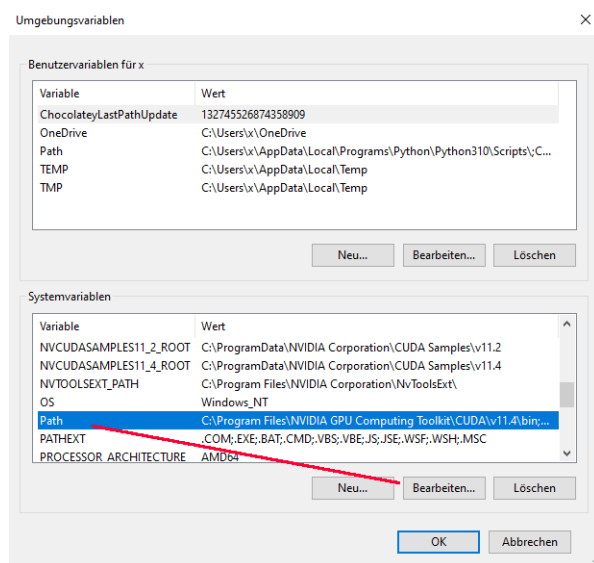 Umgebungsvariablen
Benutzervariablen für x
Variable Wert
ChocolateyLastPathUpdate 132745526874358909
OneDrive C:\Users\x\OneDrive
Path C:\Users\x\AppData\Local\Programs\Python\Python310\Scripts\;C...
TEMP C:\Users\x\AppData\Local\Temp
TMP C:\Users\x\AppData\Local\Temp
Neu... Bearbeiten... Löschen
Systemvariablen
Variable Wert
NVCUDASAMPLES11_2_ROOT C:\ProgramData\NVIDIA Corporation\CUDA Samples\v11.2
NVCUDASAMPLES11_4_ROOT C:\ProgramData\NVIDIA Corporation\CUDA Samples\v11.4
NVTOOLSEXT_PATH C:\Program Files\NVIDIA Corporation\NvToolsExt\
OS Windows_NT
Path C:\Program Files\NVIDIA GPU Computing Toolkit\CUDA\v11.4\bin;...
PATHEXT .COM;.EXE;.BAT;.CMD;.VBS;.VBE;.JS;.JSE;.WSF;.WSH;.MSC
PROCESSOR_ARCHITECTURE AMD64
Neu... Bearbeiten... Löschen
OK Abbrechen